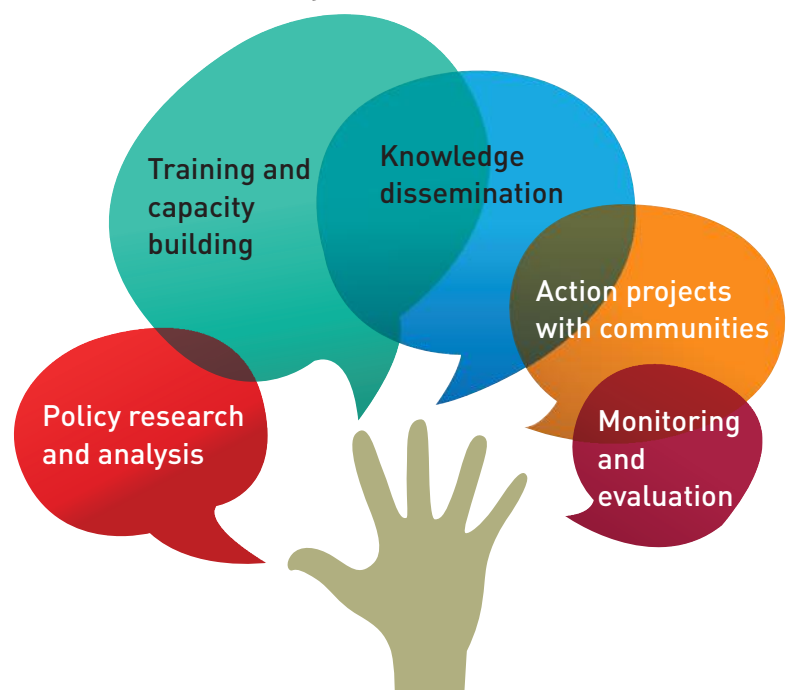 Training and
capacity
building
Knowledge
dissemination
Action projects
with communities
Policy research
and analysis
Monitoring
and
evaluation